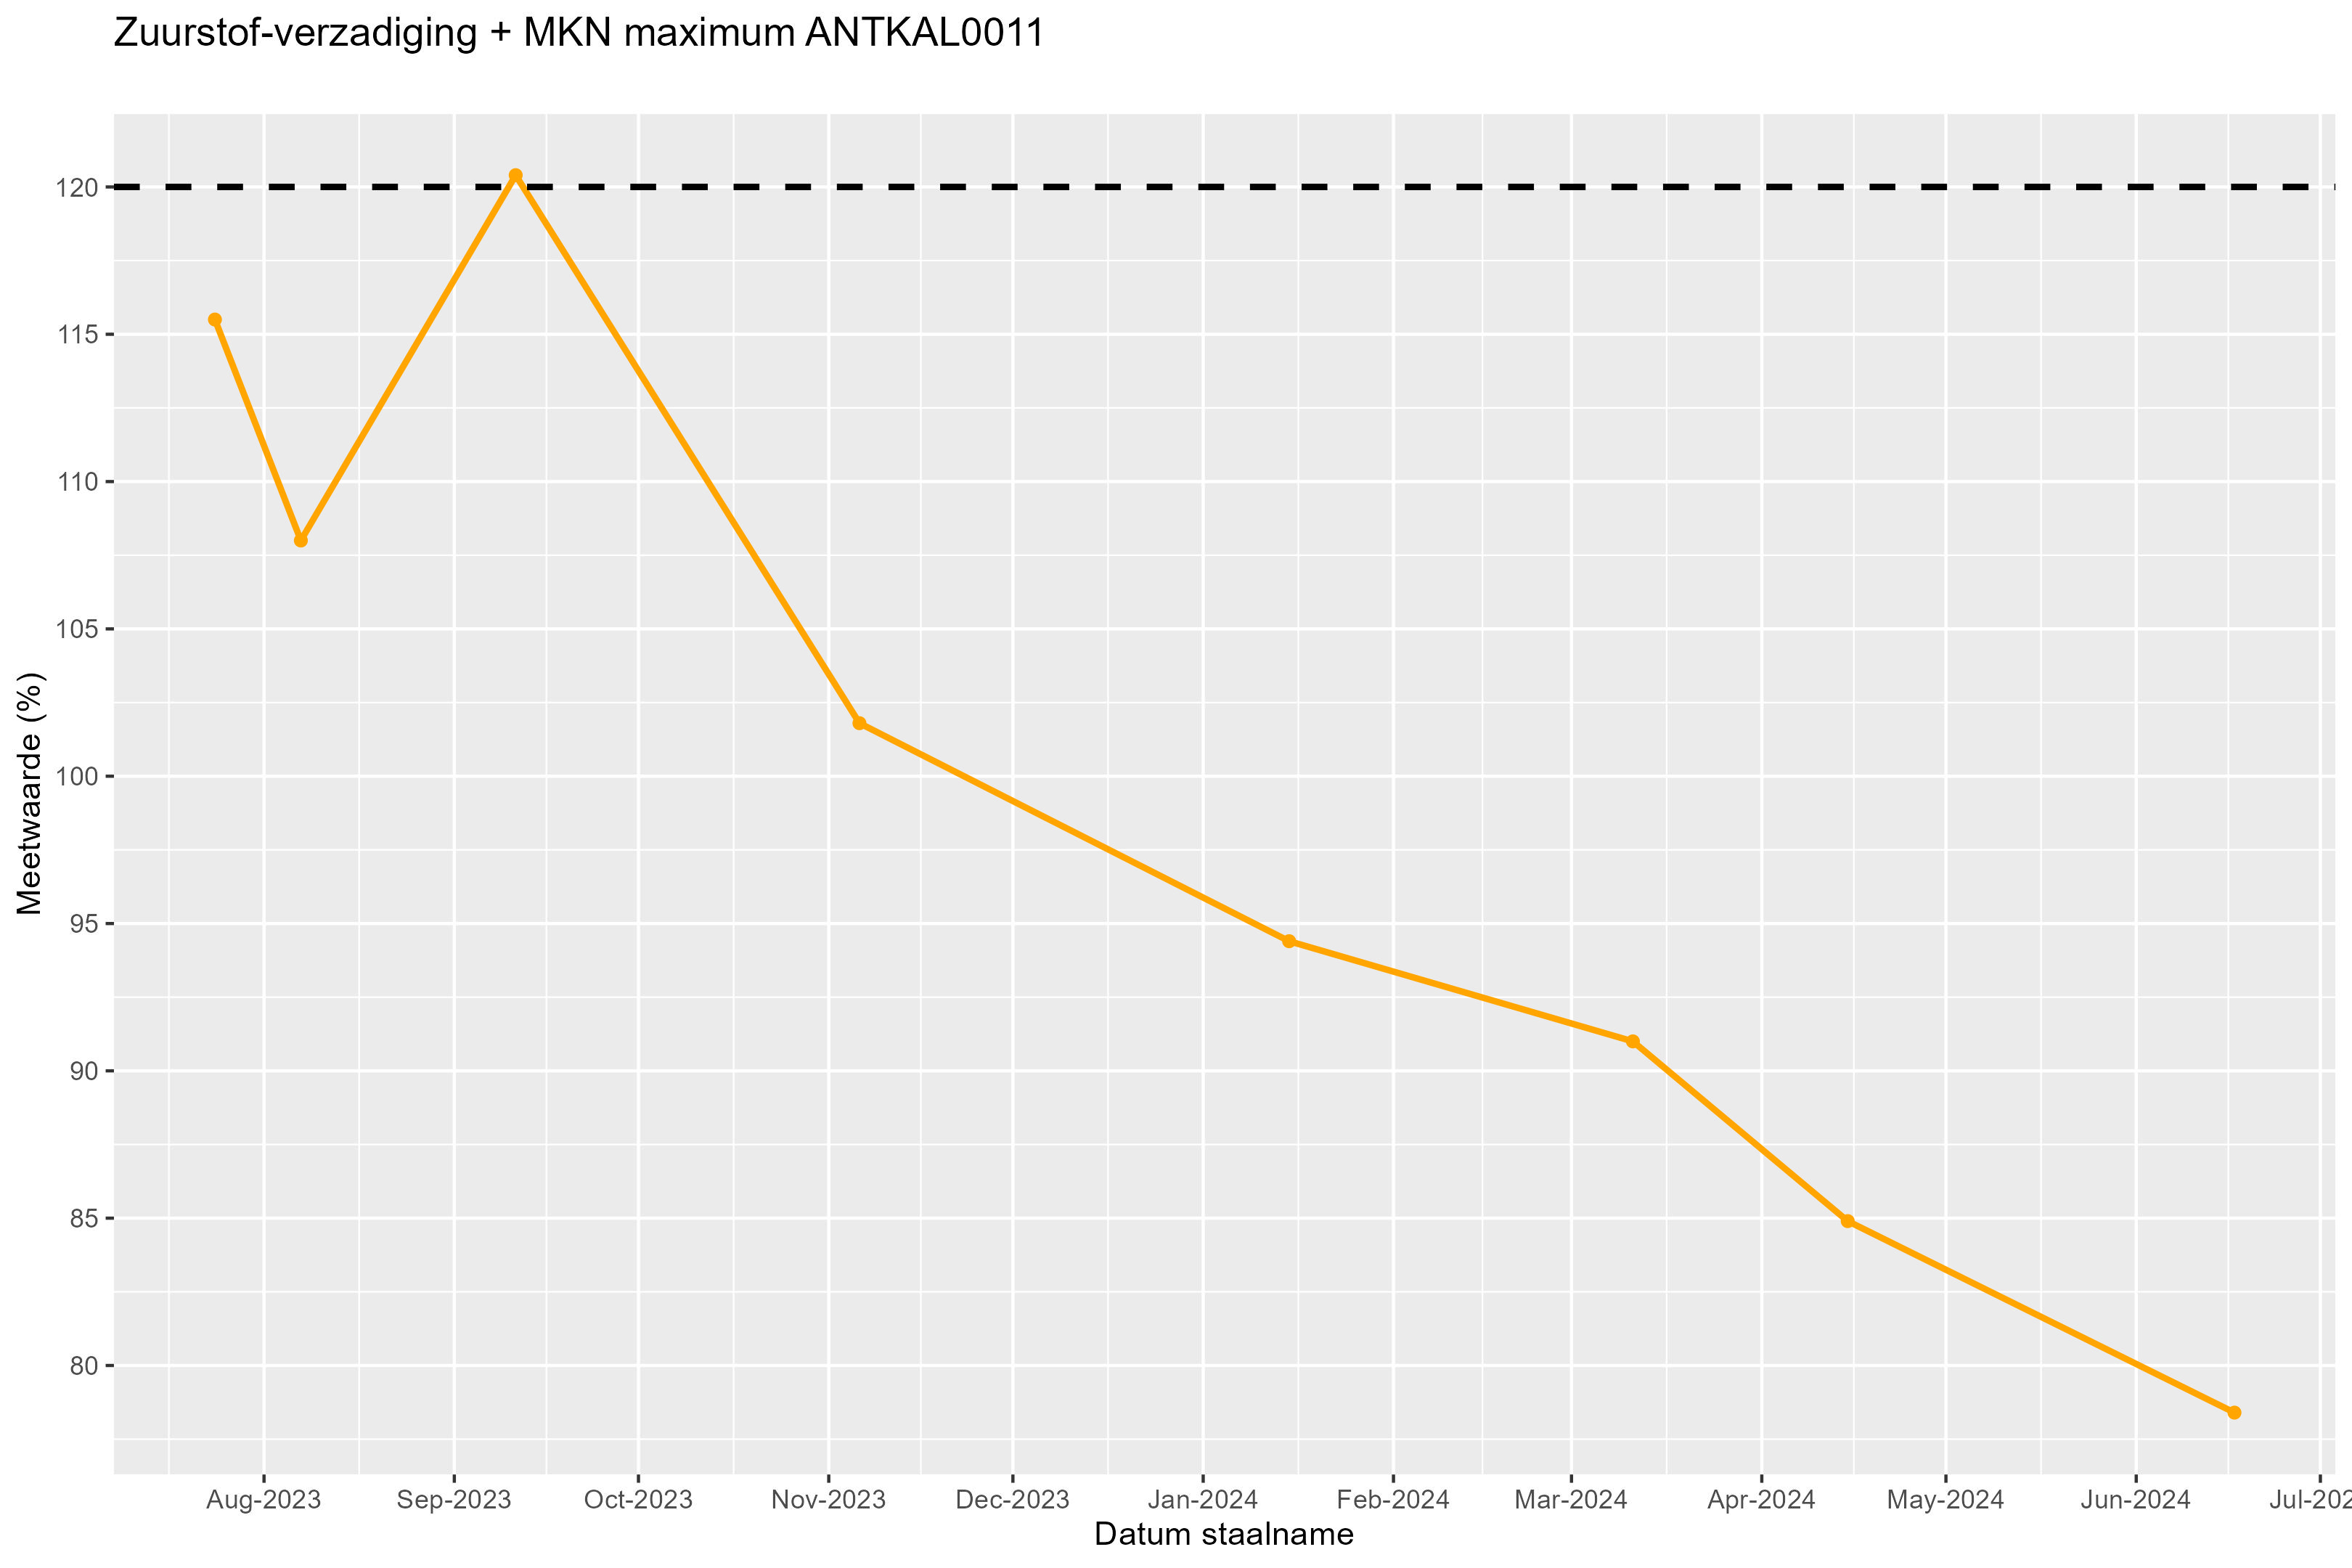 Zuurstof-verzadiging + MKN maximum ANTKAL0011
Meetwaarde (%)
120
115
110
105
100
95
90
85
80
Aug-2023 Sep-2023 Oct-2023 Nov-2023 Dec-2023 Jan-2024 Feb-2024 Mar-2024 Apr-2024 May-2024 Jun-2024 Jul-202
Datum staalname